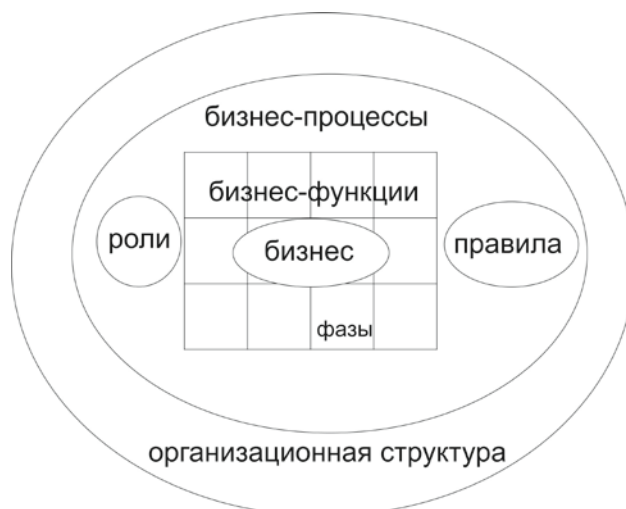 бизнес-процессы
бизнес-функции
роли
бизнес
правила
фазы
организационная структура